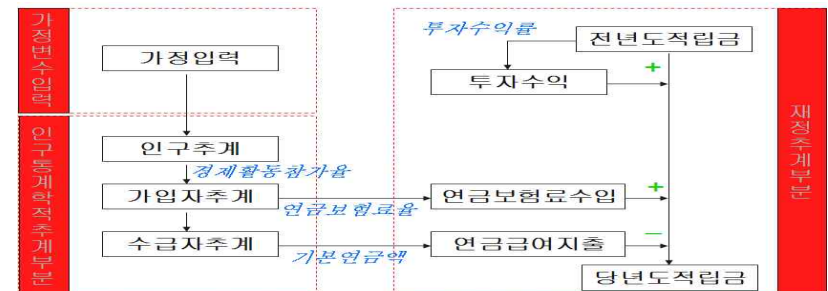 가정변수입력
가정입력
인구통계학적추계부분
인구추계
경제활동참가율
가입자추계
연금보험료율
수급자추계
기본연금액
부자수익률
전년도적립금
+
투자수익
연금보험료수입
+
연금급여지출
−
당년도적립금
재정추계부분